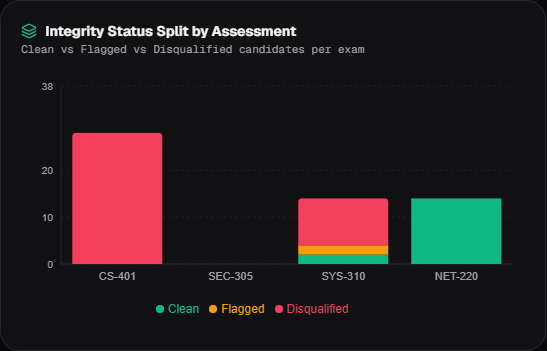 Integrity Status Split by Assessment
Clean vs Flagged vs Disqualified candidates per exam
38
20
10
0
CS-401 SEC-305 SYS-310 NET-220
Clean Flagged Disqualified